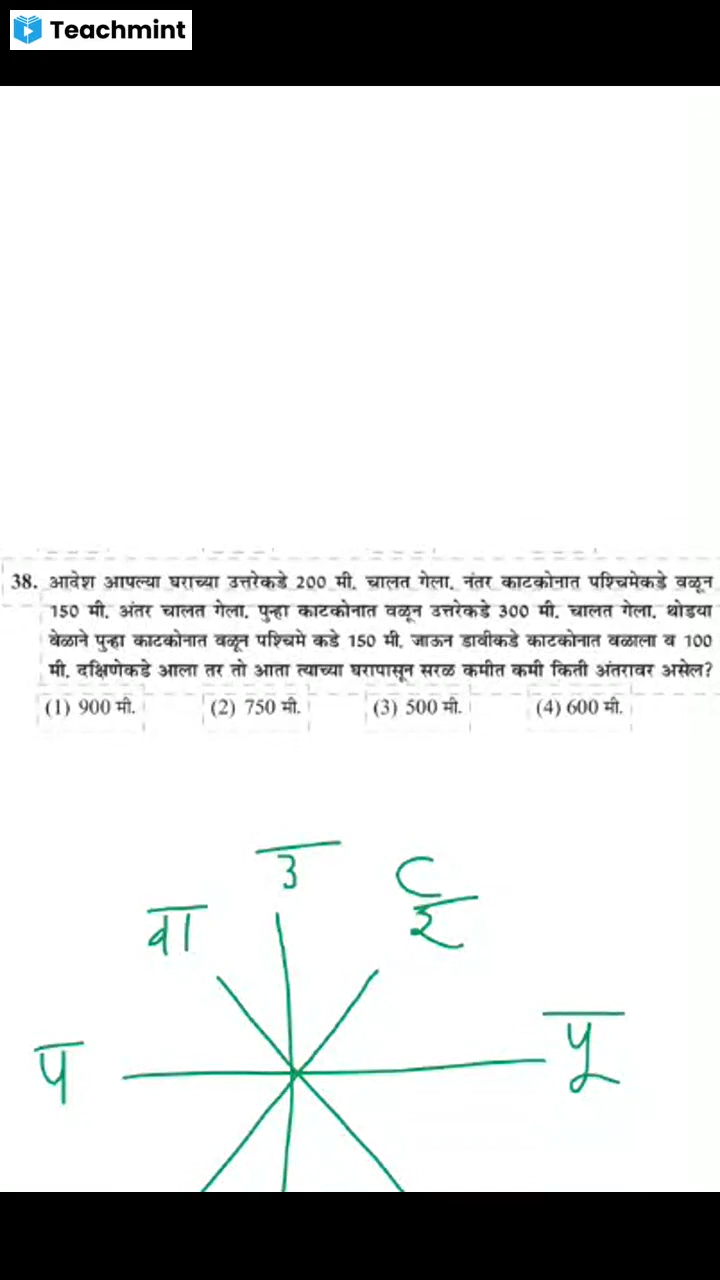 Teachmint
38. आवेश आपल्या घराच्या उत्तरेकडे 200 मी. चालत गेला. नंतर काटकोनात पश्चिमेकडे वळून
150 मी. अंतर चालत गेला. पुन्हा काटकोनात वळून उत्तरेकडे 300 मी. चालत गेला. थोडया
वेळाने पुन्हा काटकोनात वळून पश्चिमे कडे 150 मी. जाऊन डावीकडे काटकोनात वळाला व 100
मी. दक्षिणेकडे आला तर तो आता त्याच्या घरापासून सरळ कमीत कमी किती अंतरावर असेल?
(1) 900 मी. (2) 750 मी. (3) 500 मी. (4) 600 मी.
उ
ई
वा
पू
प